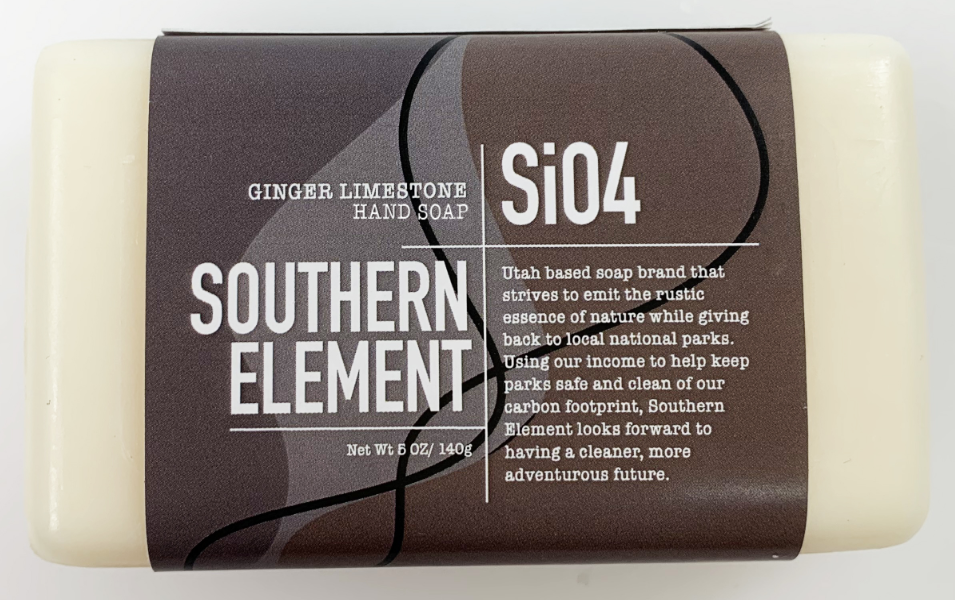 GINGER LIMESTONE
HAND SOAP
SOUTHERN
ELEMENT
Net Wt 5 OZ/ 140g
SiO4
Utah based soap brand that
strives to emit the rustic
essence of nature while giving
back to local national parks.
Using our income to help keep
parks safe and clean of our
carbon footprint, Southern
Element looks forward to
having a cleaner, more
adventurous future.